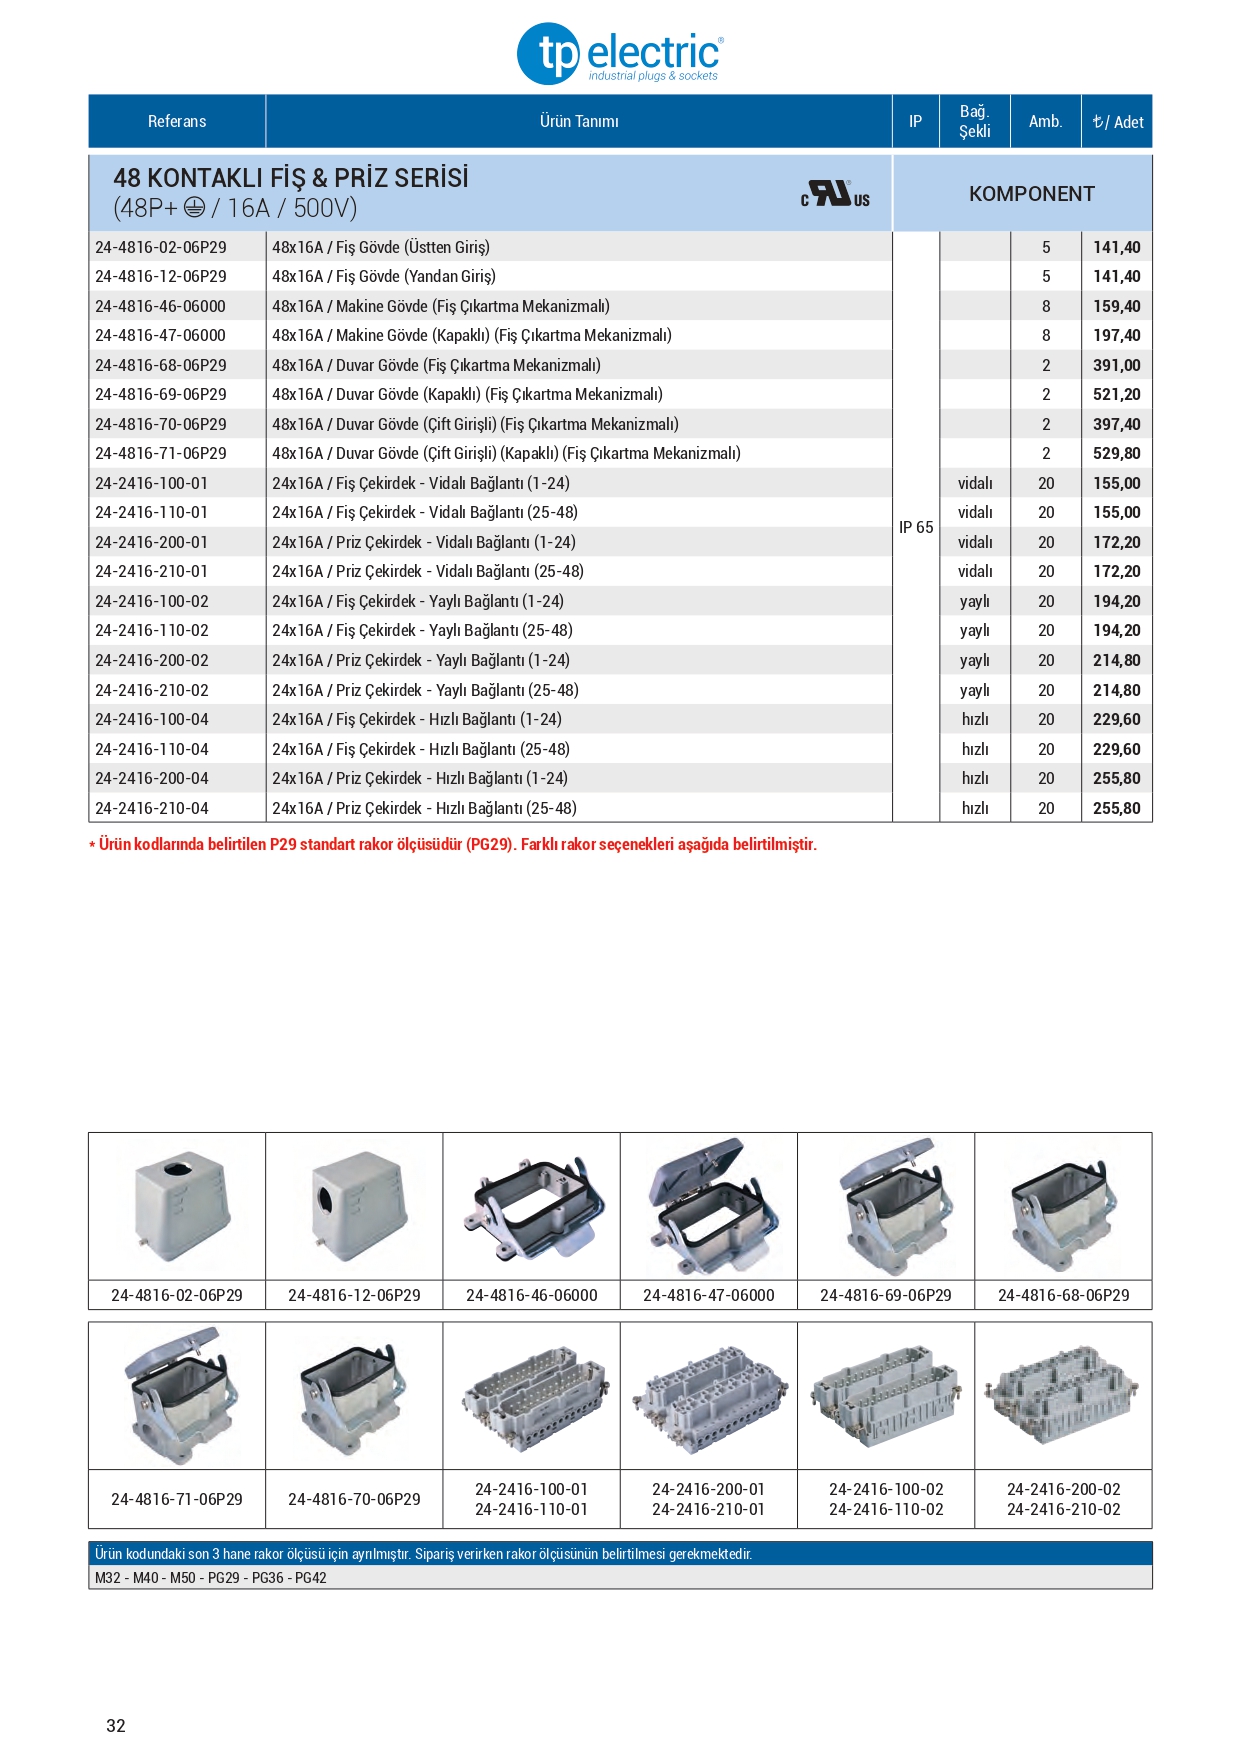 tp electric®
industrial plugs & sockets
Referans Ürün Tanımı IP Bağ. Şekli Amb. ₺/ Adet
48 KONTAKLI FİŞ & PRİZ SERİSİ
(48P+ / 16A / 500V)
c RU ® US
KOMPONENT
24-4816-02-06P29 48x16A / Fiş Gövde (Üstten Giriş) 5 141,40
24-4816-12-06P29 48x16A / Fiş Gövde (Yandan Giriş) 5 141,40
24-4816-46-06000 48x16A / Makine Gövde (Fiş Çıkartma Mekanizmalı) 8 159,40
24-4816-47-06000 48x16A / Makine Gövde (Kapaklı) (Fiş Çıkartma Mekanizmalı) 8 197,40
24-4816-68-06P29 48x16A / Duvar Gövde (Fiş Çıkartma Mekanizmalı) 2 391,00
24-4816-69-06P29 48x16A / Duvar Gövde (Kapaklı) (Fiş Çıkartma Mekanizmalı) 2 521,20
24-4816-70-06P29 48x16A / Duvar Gövde (Çift Girişli) (Fiş Çıkartma Mekanizmalı) 2 397,40
24-4816-71-06P29 48x16A / Duvar Gövde (Çift Girişli) (Kapaklı) (Fiş Çıkartma Mekanizmalı) 2 529,80
24-2416-100-01 24x16A / Fiş Çekirdek - Vidalı Bağlantı (1-24) vidalı 20 155,00
24-2416-110-01 24x16A / Fiş Çekirdek - Vidalı Bağlantı (25-48) vidalı 20 155,00
IP 65
24-2416-200-01 24x16A / Priz Çekirdek - Vidalı Bağlantı (1-24) vidalı 20 172,20
24-2416-210-01 24x16A / Priz Çekirdek - Vidalı Bağlantı (25-48) vidalı 20 172,20
24-2416-100-02 24x16A / Fiş Çekirdek - Yaylı Bağlantı (1-24) yaylı 20 194,20
24-2416-110-02 24x16A / Fiş Çekirdek - Yaylı Bağlantı (25-48) yaylı 20 194,20
24-2416-200-02 24x16A / Priz Çekirdek - Yaylı Bağlantı (1-24) yaylı 20 214,80
24-2416-210-02 24x16A / Priz Çekirdek - Yaylı Bağlantı (25-48) yaylı 20 214,80
24-2416-100-04 24x16A / Fiş Çekirdek - Hızlı Bağlantı (1-24) hızlı 20 229,60
24-2416-110-04 24x16A / Fiş Çekirdek - Hızlı Bağlantı (25-48) hızlı 20 229,60
24-2416-200-04 24x16A / Priz Çekirdek - Hızlı Bağlantı (1-24) hızlı 20 255,80
24-2416-210-04 24x16A / Priz Çekirdek - Hızlı Bağlantı (25-48) hızlı 20 255,80
* Ürün kodlarında belirtilen P29 standart rakor ölçüsüdür (PG29). Farklı rakor seçenekleri aşağıda belirtilmiştir.
24-4816-02-06P29 24-4816-12-06P29 24-4816-46-06000 24-4816-47-06000 24-4816-69-06P29 24-4816-68-06P29
24-4816-71-06P29 24-4816-70-06P29
24-2416-100-01 24-2416-200-01 24-2416-100-02 24-2416-200-02
24-2416-110-01 24-2416-210-01 24-2416-110-02 24-2416-210-02
Ürün kodundaki son 3 hane rakor ölçüsü için ayrılmıştır. Sipariş verirken rakor ölçüsünün belirtilmesi gerekmektedir.
M32 - M40 - M50 - PG29 - PG36 - PG42
32